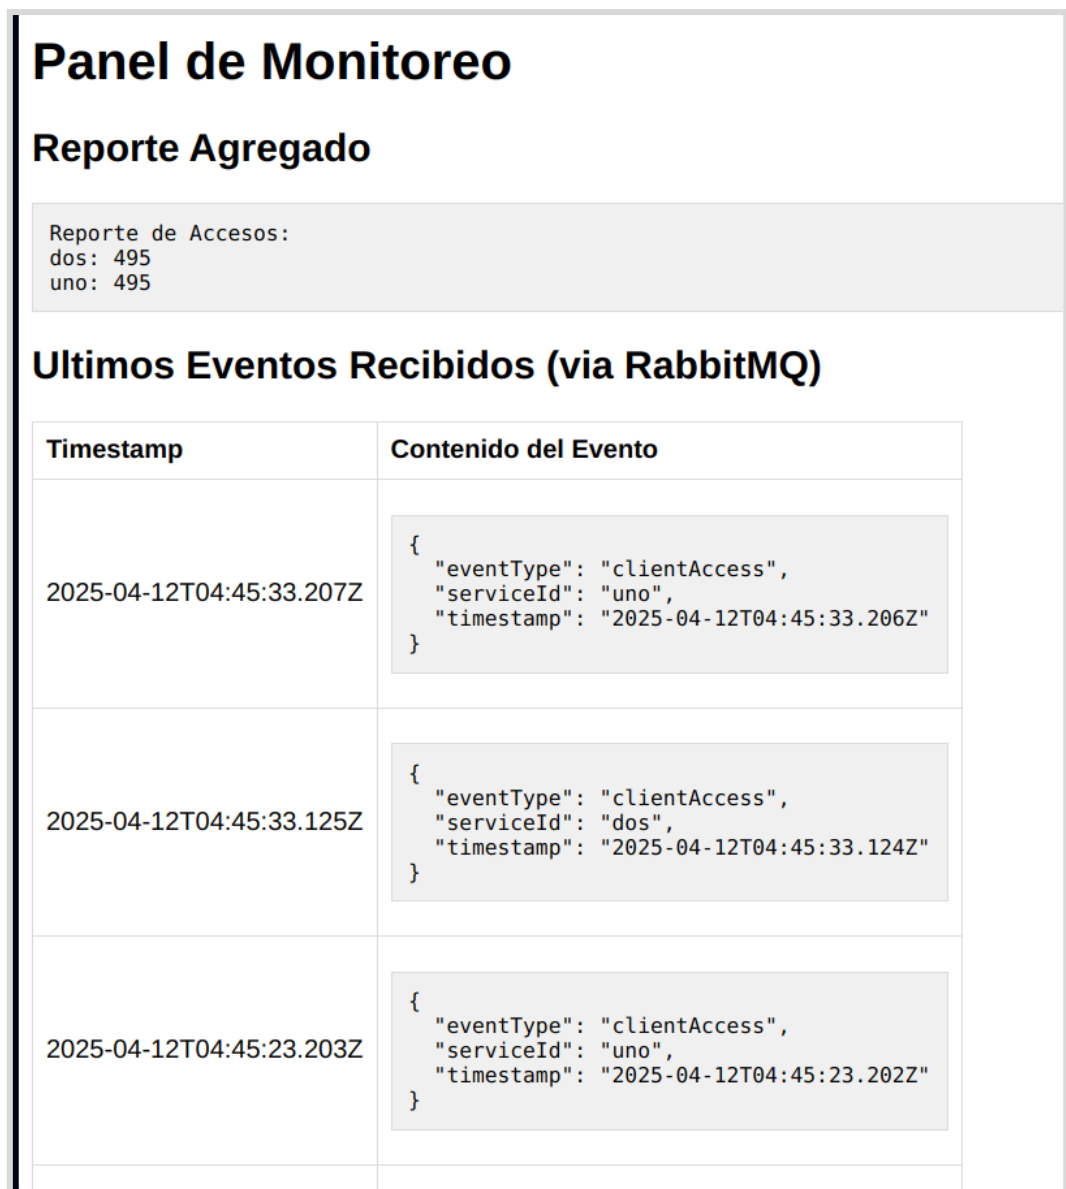 Panel de Monitoreo
Reporte Agregado
Reporte de Accesos:
dos: 495
uno: 495
Ultimos Eventos Recibidos (via RabbitMQ)
Timestamp Contenido del Evento
2025-04-12T04:45:33.207Z
{
"eventType": "clientAccess",
"serviceId": "uno",
"timestamp": "2025-04-12T04:45:33.206Z"
}
2025-04-12T04:45:33.125Z
{
"eventType": "clientAccess",
"serviceId": "dos",
"timestamp": "2025-04-12T04:45:33.124Z"
}
2025-04-12T04:45:23.203Z
{
"eventType": "clientAccess",
"serviceId": "uno",
"timestamp": "2025-04-12T04:45:23.202Z"
}